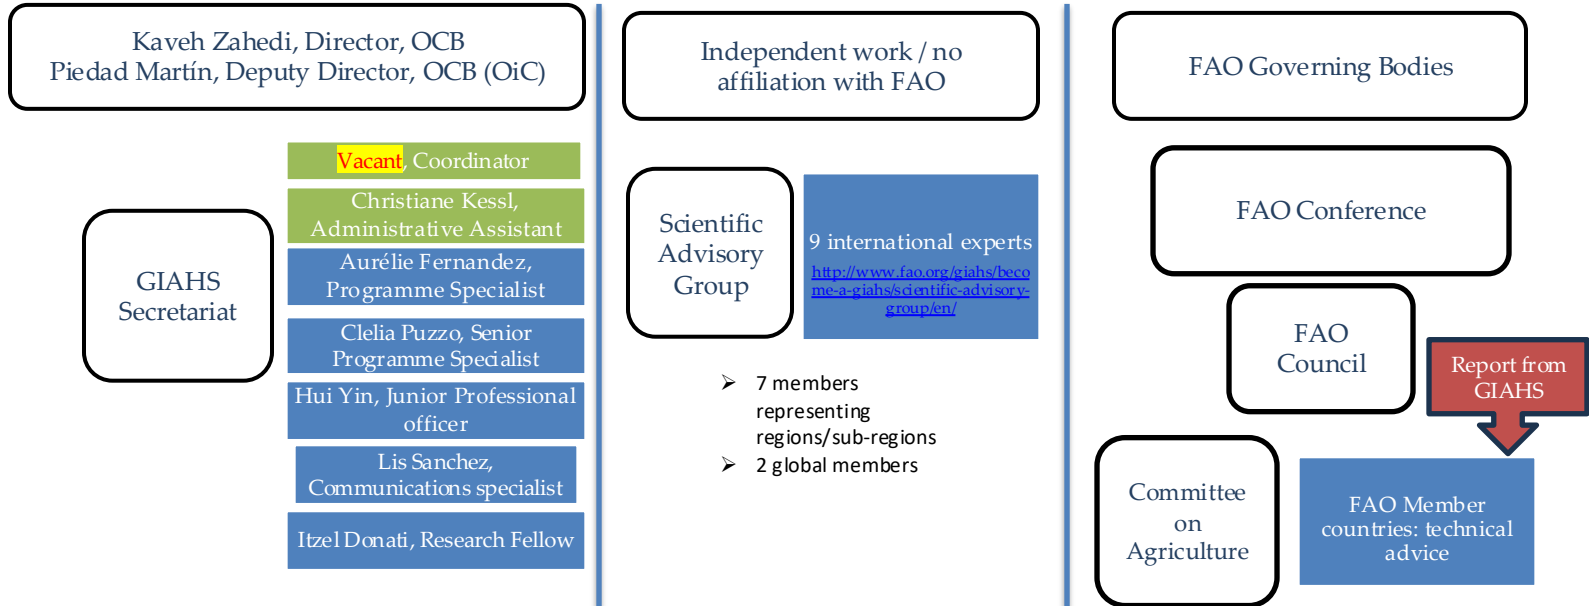 Kaveh Zahedi, Director, OCB
Piedad Martín, Deputy Director, OCB (OiC)
GIAHS
Secretariat
Vacant, Coordinator
Christiane Kessl,
Administrative Assistant
Aurélie Fernandez,
Programme Specialist
Clelia Puzzo, Senior
Programme Specialist
Hui Yin, Junior Professional
officer
Lis Sanchez,
Communications specialist
Itzel Donati, Research Fellow
Independent work / no
affiliation with FAO
Scientific
Advisory
Group
9 international experts
http://www.fao.org/giahs/beco
me-a-giahs/scientific-advisory-
group/en/
➢ 7 members
representing
regions/sub-regions
➢ 2 global members
FAO Governing Bodies
FAO Conference
FAO
Council
Report from
GIAHS
Committee
on
Agriculture
FAO Member
countries: technical
advice